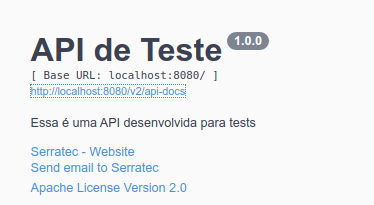 API de Teste 1.0.0
[ Base URL: localhost:8080/ ]
http://localhost:8080/v2/api-docs
Essa é uma API desenvolvida para tests
Serratec - Website
Send email to Serratec
Apache License Version 2.0